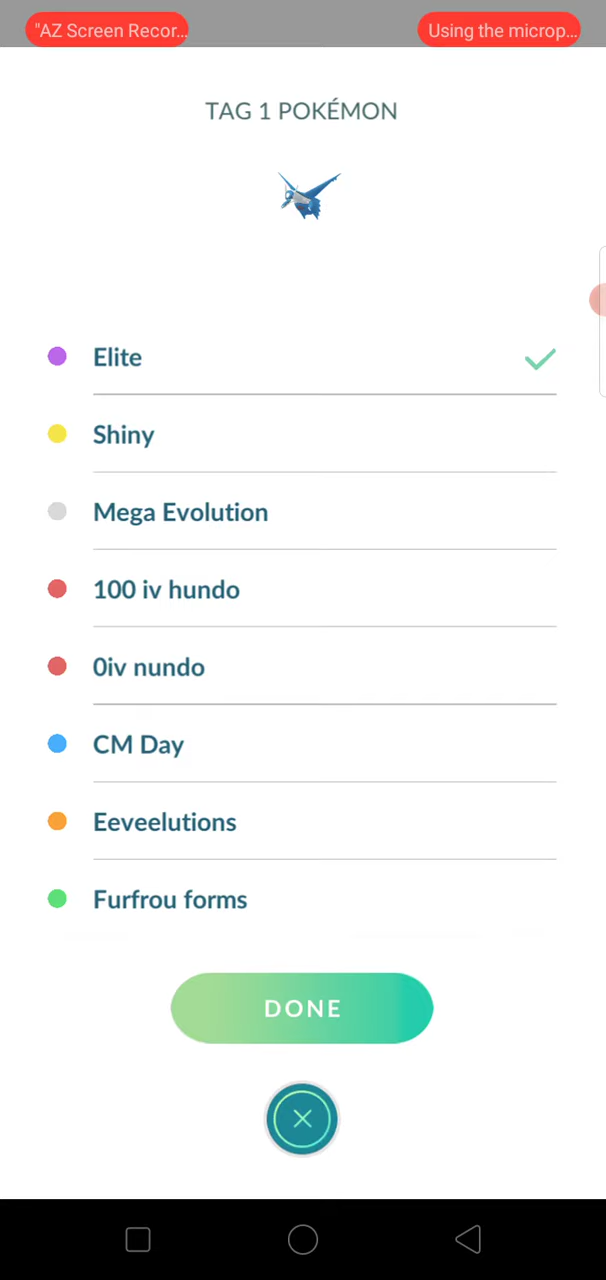 "AZ Screen Recor...
Using the microp...
TAG 1 POKÉMON
Elite
Shiny
Mega Evolution
100 iv hundo
0iv nundo
CM Day
Eeveelutions
Furfrou forms
DONE